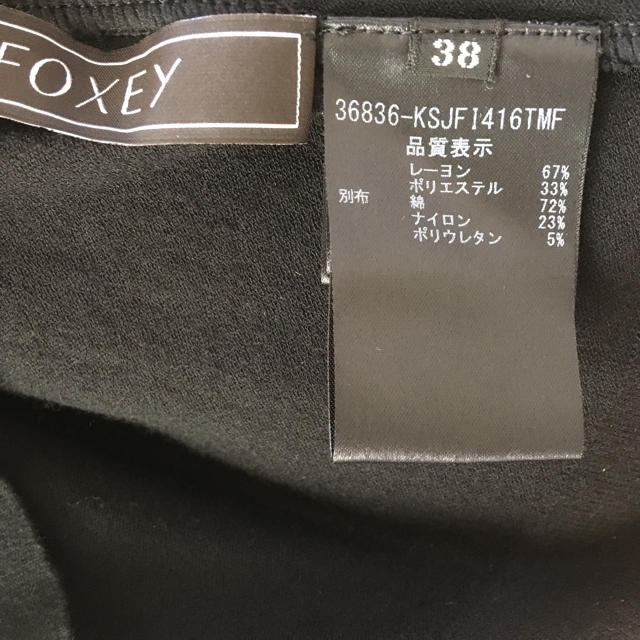 FOXEY
38
36836-KSJFI416TMF
品質表示
レーヨン 67%
ポリエステル 33%
別布 綿 72%
ナイロン 23%
ポリウレタン 5%